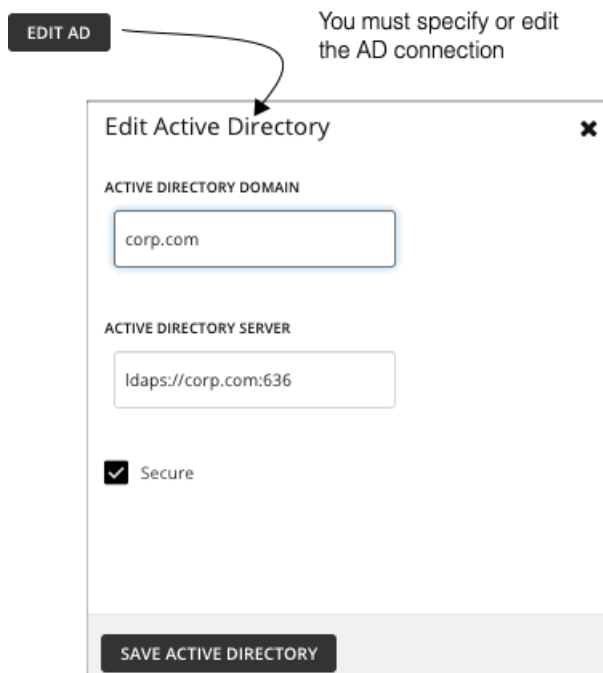 EDIT AD
You must specify or edit
the AD connection
Edit Active Directory
ACTIVE DIRECTORY DOMAIN
corp.com
ACTIVE DIRECTORY SERVER
ldaps://corp.com:636
Secure
SAVE ACTIVE DIRECTORY